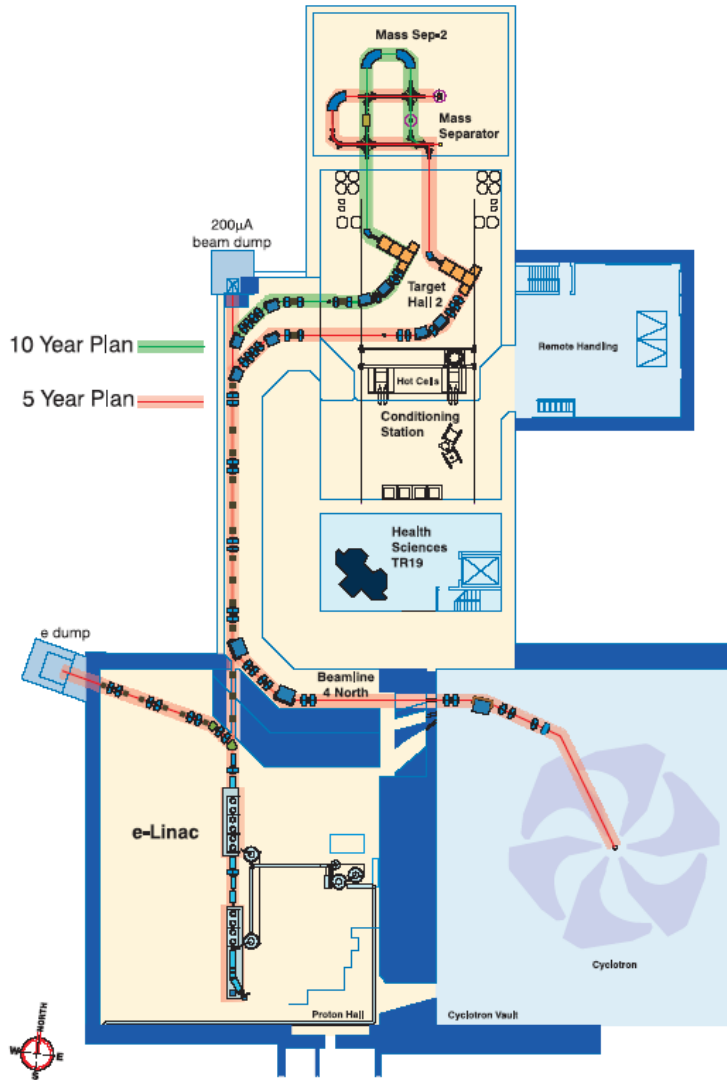 Mass Sep-2
Mass
Separator
200µA
beam dump
Target
Hall 2
10 Year Plan
Remote Handling
Hot Cells
5 Year Plan
Conditioning
Station
Health
Sciences
TR19
e dump
Beamline
4 North
e-Linac
Cyclotron
Proton Hall
Cyclotron Vault
NORTH
W
E
S